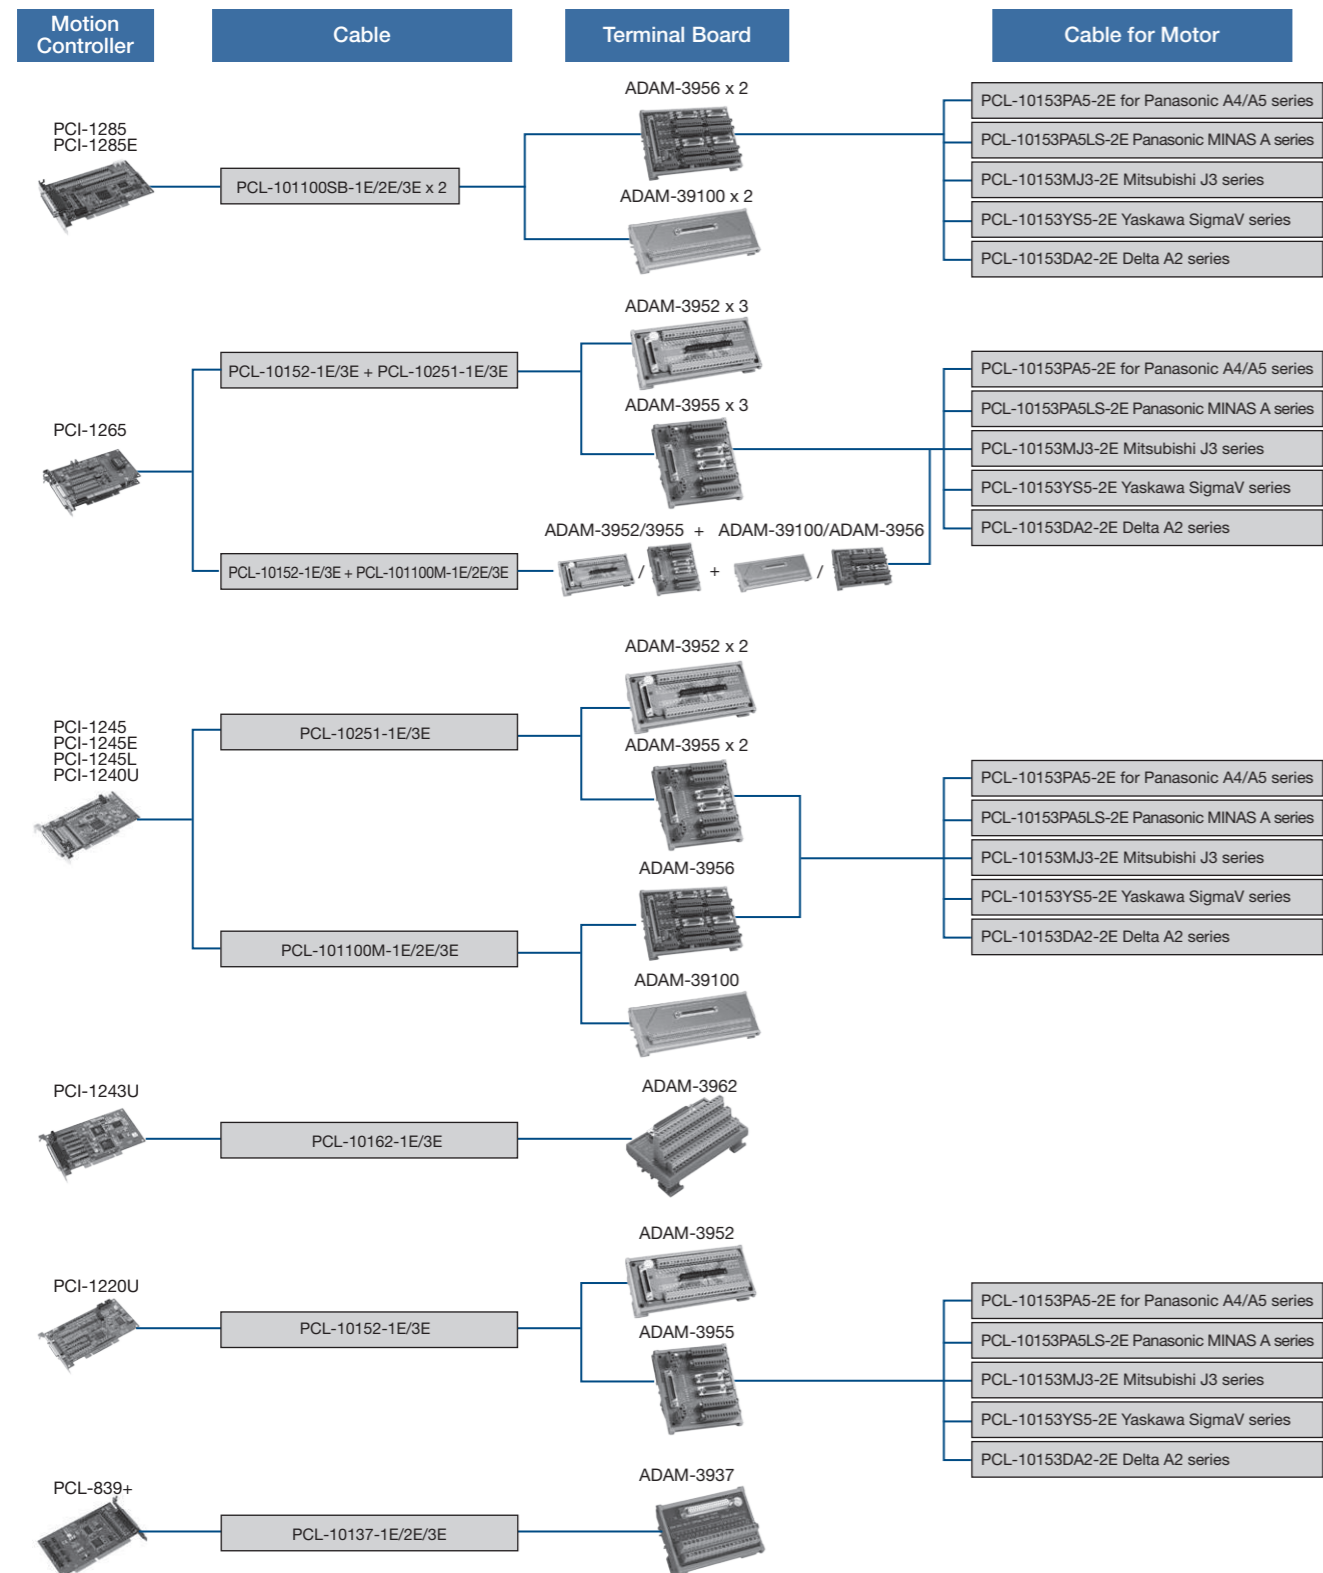 Motion
Controller
Cable
Terminal Board
Cable for Motor
PCI-1285
PCI-1285E
PCL-101100SB-1E/2E/3E x 2
ADAM-3956 x 2
ADAM-39100 x 2
PCL-10153PA5-2E for Panasonic A4/A5 series
PCL-10153PA5LS-2E Panasonic MINAS A series
PCL-10153MJ3-2E Mitsubishi J3 series
PCL-10153YS5-2E Yaskawa SigmaV series
PCL-10153DA2-2E Delta A2 series
PCI-1265
PCL-10152-1E/3E + PCL-10251-1E/3E
ADAM-3952 x 3
ADAM-3955 x 3
PCL-10152-1E/3E + PCL-101100M-1E/2E/3E
ADAM-3952/3955 + ADAM-39100/ADAM-3956
/ + /
PCL-10153PA5-2E for Panasonic A4/A5 series
PCL-10153PA5LS-2E Panasonic MINAS A series
PCL-10153MJ3-2E Mitsubishi J3 series
PCL-10153YS5-2E Yaskawa SigmaV series
PCL-10153DA2-2E Delta A2 series
PCI-1245
PCI-1245E
PCI-1245L
PCI-1240U
PCL-10251-1E/3E
ADAM-3952 x 2
ADAM-3955 x 2
PCL-101100M-1E/2E/3E
ADAM-3956
ADAM-39100
PCL-10153PA5-2E for Panasonic A4/A5 series
PCL-10153PA5LS-2E Panasonic MINAS A series
PCL-10153MJ3-2E Mitsubishi J3 series
PCL-10153YS5-2E Yaskawa SigmaV series
PCL-10153DA2-2E Delta A2 series
PCI-1243U
PCL-10162-1E/3E
ADAM-3962
PCI-1220U
PCL-10152-1E/3E
ADAM-3952
ADAM-3955
PCL-10153PA5-2E for Panasonic A4/A5 series
PCL-10153PA5LS-2E Panasonic MINAS A series
PCL-10153MJ3-2E Mitsubishi J3 series
PCL-10153YS5-2E Yaskawa SigmaV series
PCL-10153DA2-2E Delta A2 series
PCL-839+
PCL-10137-1E/2E/3E
ADAM-3937